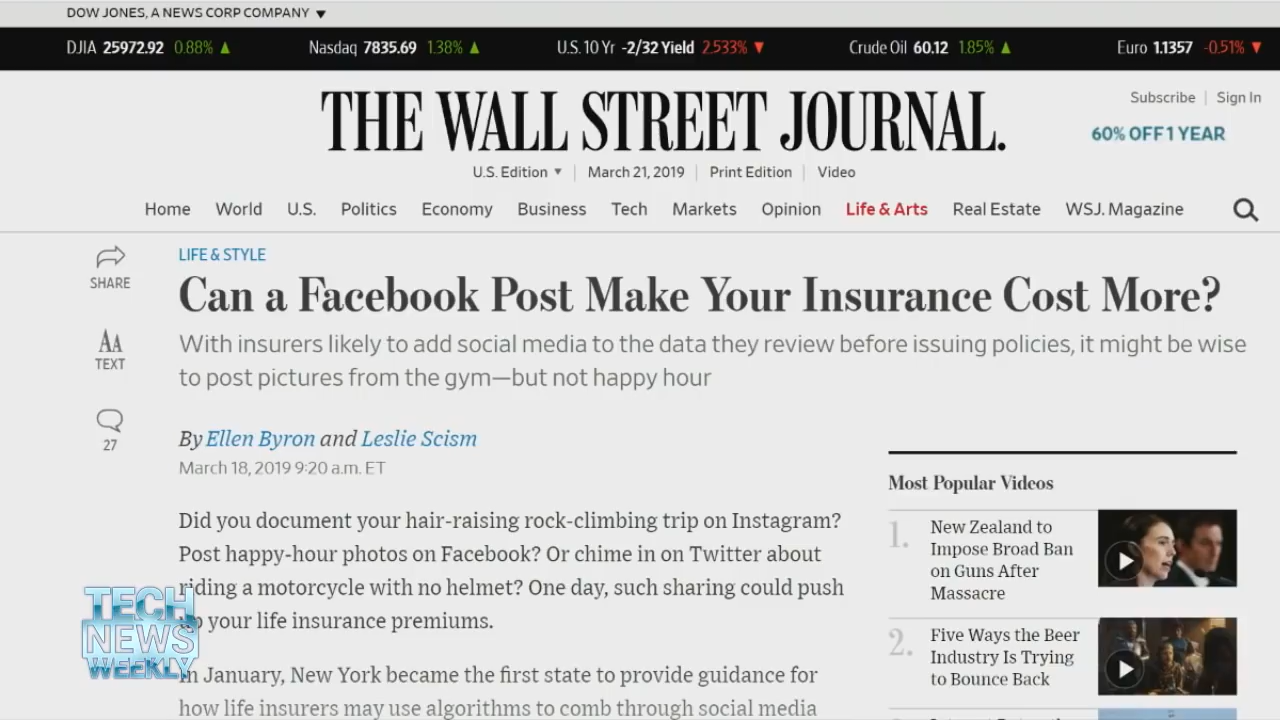 DOW JONES, A NEWS CORP COMPANY ▼
DJIA 25972.92 0.88% ▲ Nasdaq 7835.69 1.38% ▲ U.S. 10 Yr -2/32 Yield 2.533% ▼ Crude Oil 60.12 1.85% ▲ Euro 1.1357 -0.51% ▼
THE WALL STREET JOURNAL.
Subscribe | Sign In
60% OFF 1 YEAR
U.S. Edition ▼ | March 21, 2019 | Print Edition | Video
Home World U.S. Politics Economy Business Tech Markets Opinion Life & Arts Real Estate WSJ. Magazine
SHARE
AA
TEXT
27
LIFE & STYLE
Can a Facebook Post Make Your Insurance Cost More?
With insurers likely to add social media to the data they review before issuing policies, it might be wise
to post pictures from the gym—but not happy hour
By Ellen Byron and Leslie Scism
March 18, 2019 9:20 a.m. ET
Did you document your hair-raising rock-climbing trip on Instagram?
Post happy-hour photos on Facebook? Or chime in on Twitter about
riding a motorcycle with no helmet? One day, such sharing could push
up your life insurance premiums.
In January, New York became the first state to provide guidance for
how life insurers may use algorithms to comb through social media
Most Popular Videos
1.
New Zealand to
Impose Broad Ban
on Guns After
Massacre
2.
Five Ways the Beer
Industry Is Trying
to Bounce Back
TECH
NEWS
WEEKLY